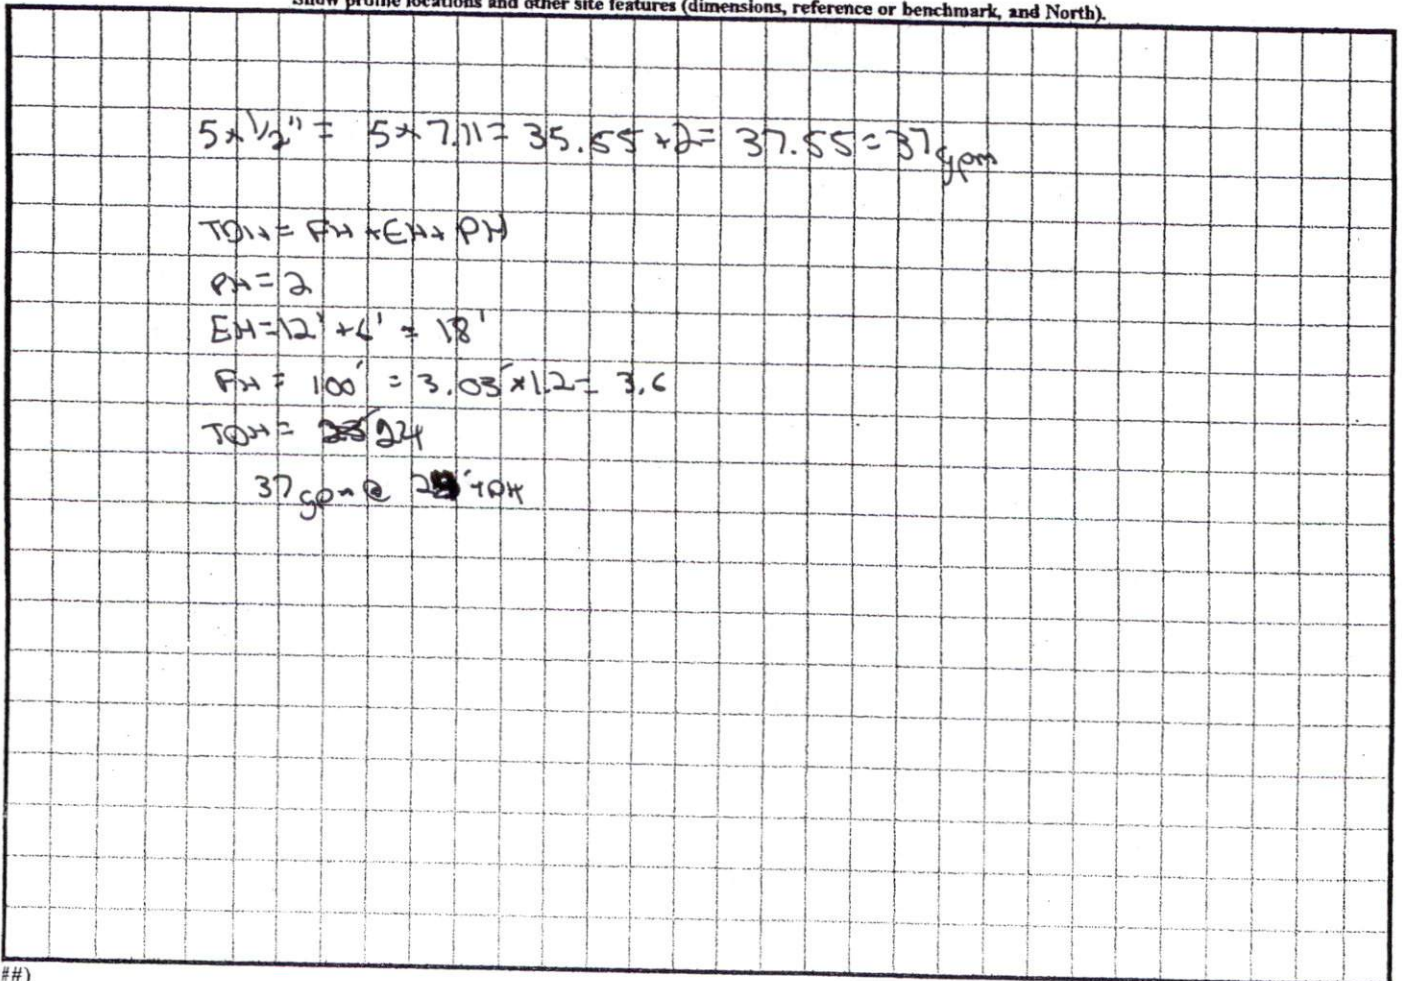 Show profile locations and other site features (dimensions, reference or benchmark, and North).
5 x 1/2" = 5 x 7.11 = 35.55 + 2 = 37.55 = 37 gpm
TDH = FH + EH + PH
PH = 2
EH = 12' + 6' = 18'
FH = 100' = 3.03' x 1.2 = 3.6
TDH = 24
37 gpm @ TDH
##)